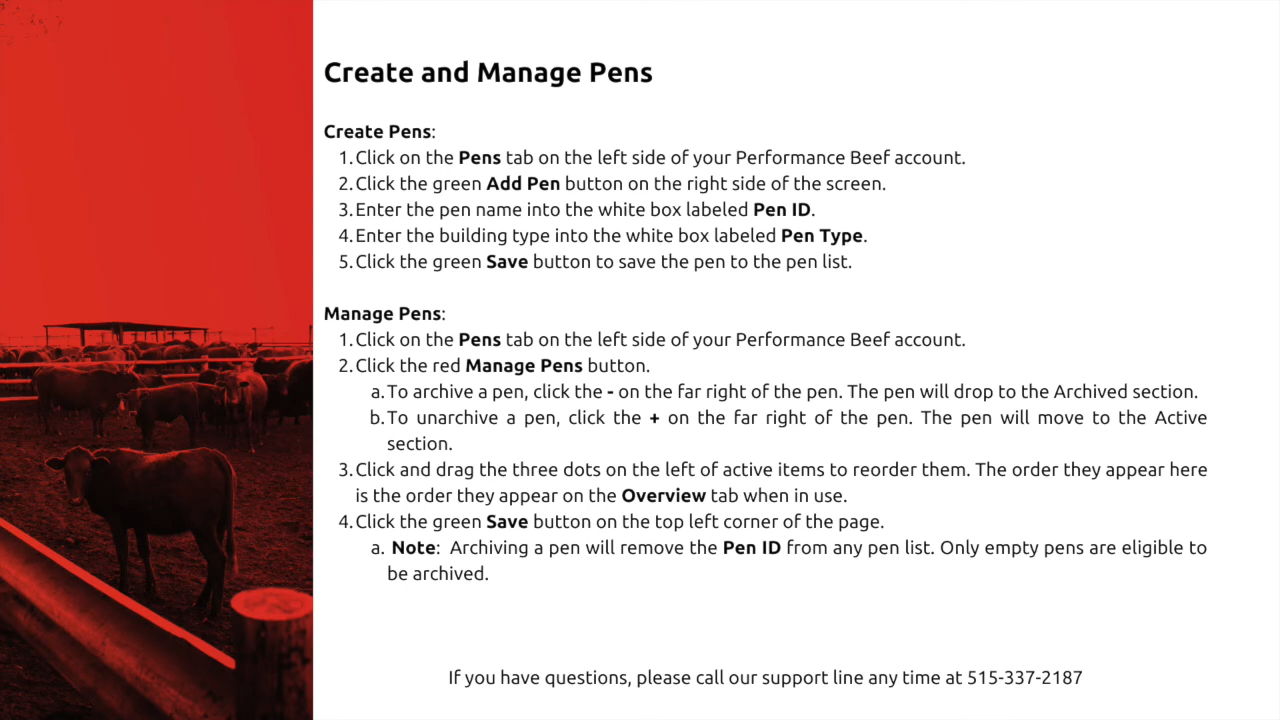 Create and Manage Pens
Create Pens:
1. Click on the Pens tab on the left side of your Performance Beef account.
2. Click the green Add Pen button on the right side of the screen.
3. Enter the pen name into the white box labeled Pen ID.
4. Enter the building type into the white box labeled Pen Type.
5. Click the green Save button to save the pen to the pen list.
Manage Pens:
1. Click on the Pens tab on the left side of your Performance Beef account.
2. Click the red Manage Pens button.
a. To archive a pen, click the - on the far right of the pen. The pen will drop to the Archived section.
b. To unarchive a pen, click the + on the far right of the pen. The pen will move to the Active
section.
3. Click and drag the three dots on the left of active items to reorder them. The order they appear here
is the order they appear on the Overview tab when in use.
4. Click the green Save button on the top left corner of the page.
a. Note: Archiving a pen will remove the Pen ID from any pen list. Only empty pens are eligible to
be archived.
If you have questions, please call our support line any time at 515-337-2187